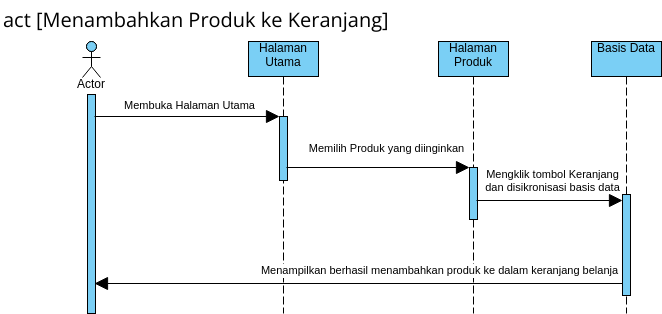 act [Menambahkan Produk ke Keranjang]
Halaman
Utama
Halaman
Produk
Basis Data
Actor
Membuka Halaman Utama
Memilih Produk yang diinginkan
Mengklik tombol Keranjang
dan disikronisasi basis data
Menampilkan berhasil menambahkan produk ke dalam keranjang belanja